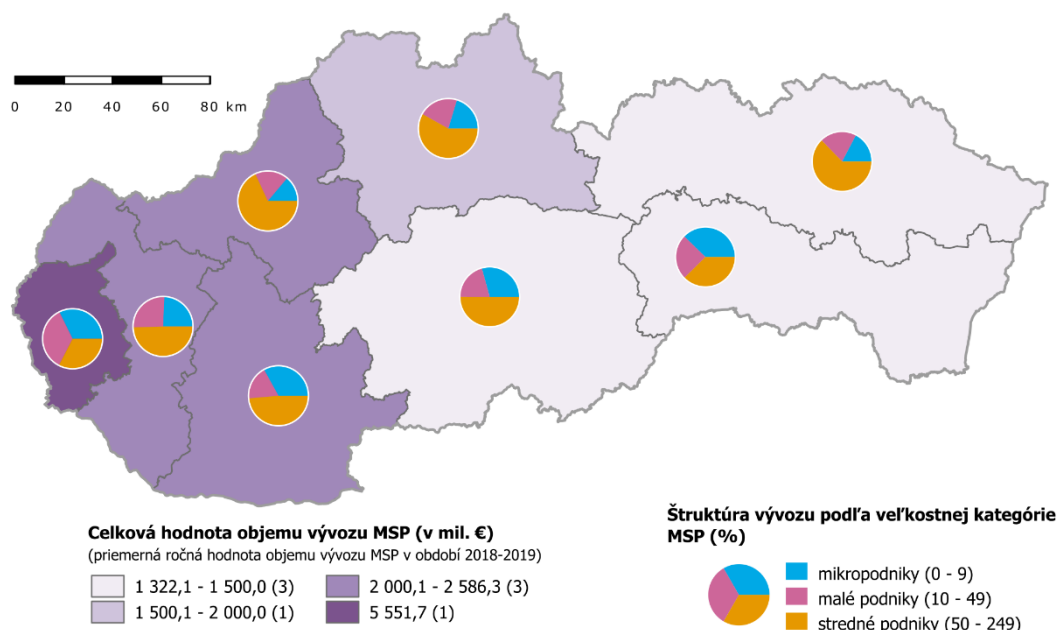 0 20 40 60 80 km
Celková hodnota objemu vývozu MSP (v mil. €)
(priemerná ročná hodnota objemu vývozu MSP v období 2018-2019)
1 322,1 - 1 500,0 (3)
2 000,1 - 2 586,3 (3)
1 500,1 - 2 000,0 (1)
5 551,7 (1)
Štruktúra vývozu podľa veľkostnej kategórie
MSP (%)
mikropodniky (0 - 9)
malé podniky (10 - 49)
stredné podniky (50 - 249)